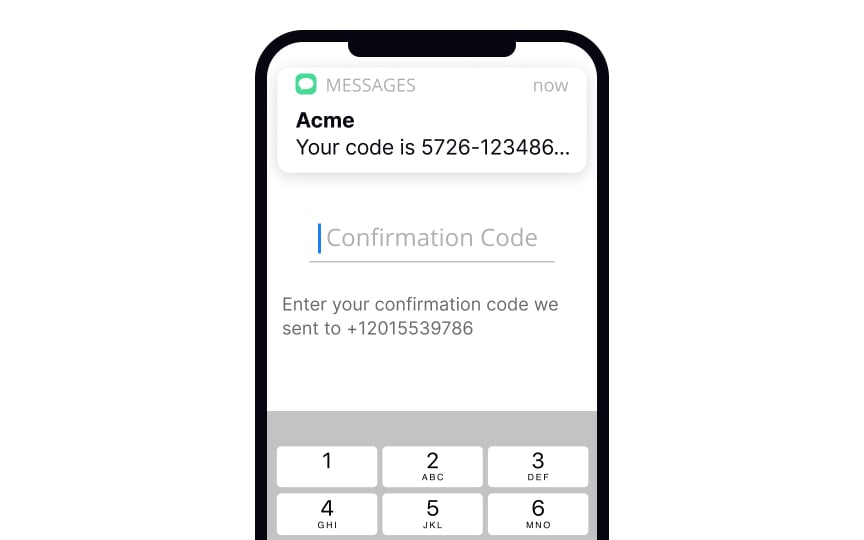 MESSAGES now
Acme
Your code is 5726-123486...
Confirmation Code
Enter your confirmation code we
sent to +12015539786
1 2 3
ABC DEF
4 5 6
GHI JKL MNO